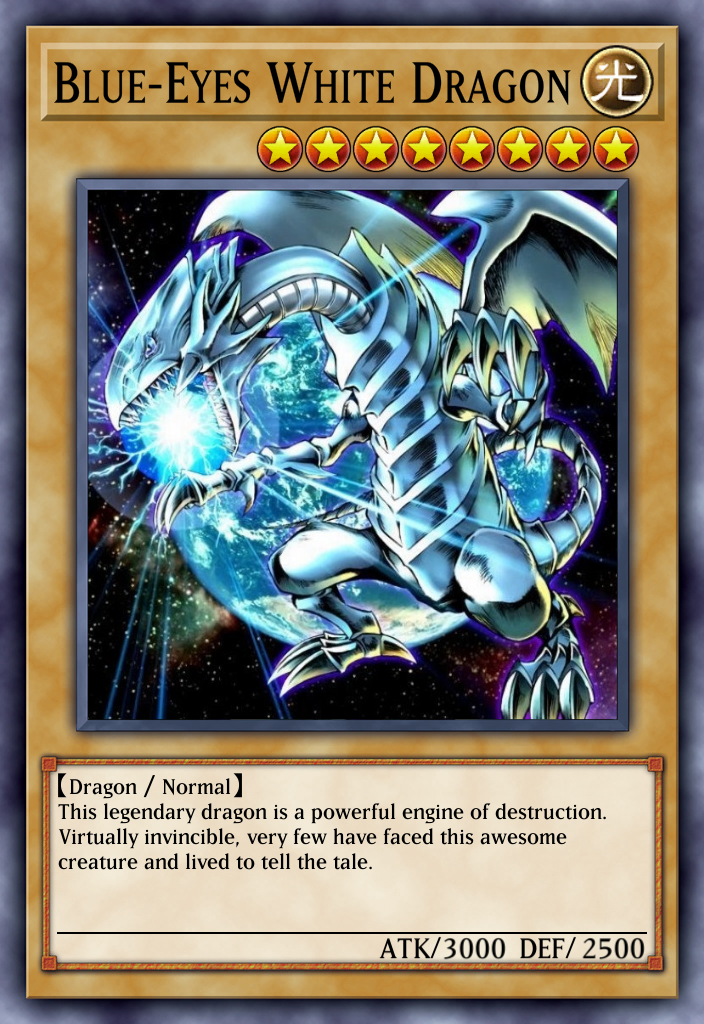 Blue-Eyes White Dragon 光
【Dragon / Normal】
This legendary dragon is a powerful engine of destruction.
Virtually invincible, very few have faced this awesome
creature and lived to tell the tale.
ATK/3000 DEF/2500